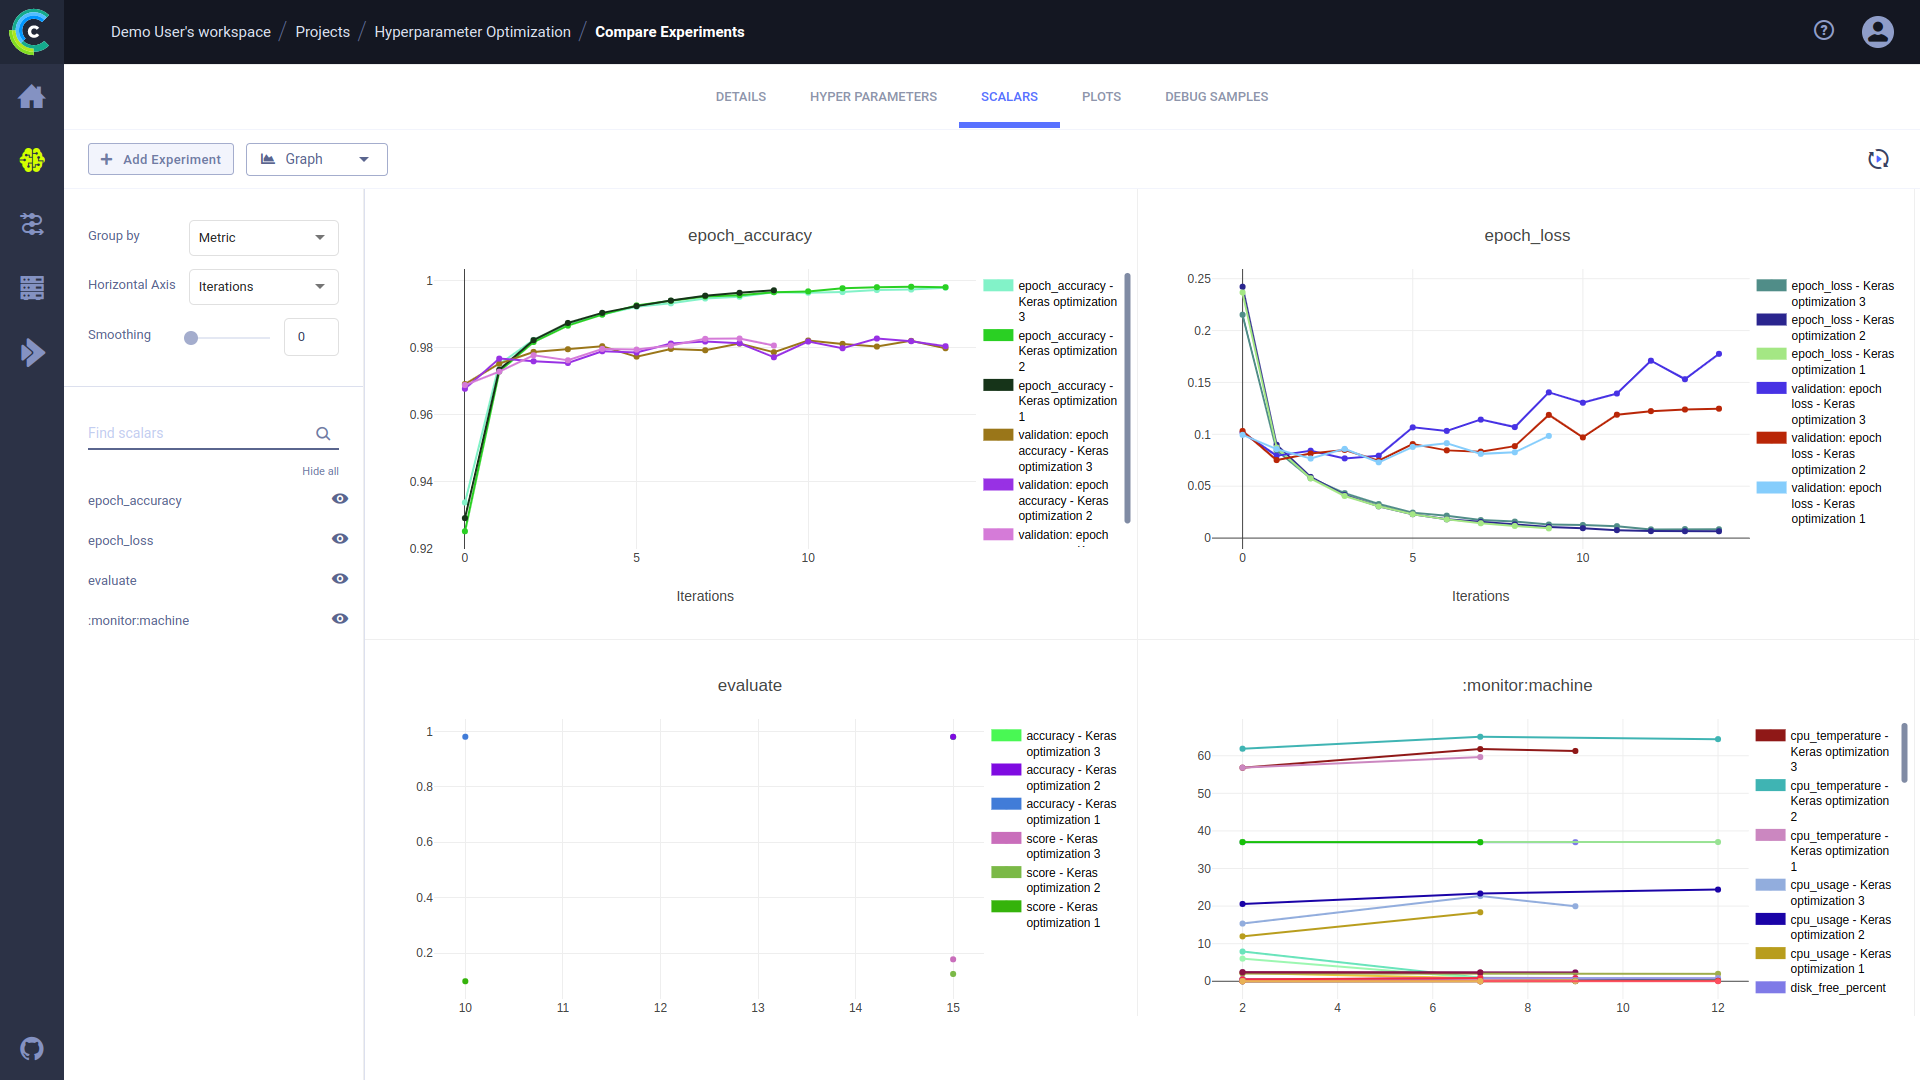 Demo User's workspace / Projects / Hyperparameter Optimization / Compare Experiments
DETAILS
HYPER PARAMETERS
SCALARS
PLOTS
DEBUG SAMPLES
+ Add Experiment
Graph
Group by
Metric
Horizontal Axis
Iterations
Smoothing
0
Find scalars
Hide all
epoch_accuracy
epoch_loss
evaluate
:monitor:machine
epoch_accuracy
1
0.98
0.96
0.94
0.92
0
5
10
Iterations
epoch_accuracy -
Keras optimization
3
epoch_accuracy -
Keras optimization
2
epoch_accuracy -
Keras optimization
1
validation: epoch
accuracy - Keras
optimization 3
validation: epoch
accuracy - Keras
optimization 2
validation: epoch
epoch_loss
0.25
0.2
0.15
0.1
0.05
0
0
5
10
Iterations
epoch_loss - Keras
optimization 3
epoch_loss - Keras
optimization 2
epoch_loss - Keras
optimization 1
validation: epoch
loss - Keras
optimization 3
validation: epoch
loss - Keras
optimization 2
validation: epoch
loss - Keras
optimization 1
evaluate
1
0.8
0.6
0.4
0.2
10
11
12
13
14
15
accuracy - Keras
optimization 3
accuracy - Keras
optimization 2
accuracy - Keras
optimization 1
score - Keras
optimization 3
score - Keras
optimization 2
score - Keras
optimization 1
:monitor:machine
60
50
40
30
20
10
0
2
4
6
8
10
12
cpu_temperature -
Keras optimization
3
cpu_temperature -
Keras optimization
2
cpu_temperature -
Keras optimization
1
cpu_usage - Keras
optimization 3
cpu_usage - Keras
optimization 2
cpu_usage - Keras
optimization 1
disk_free_percent